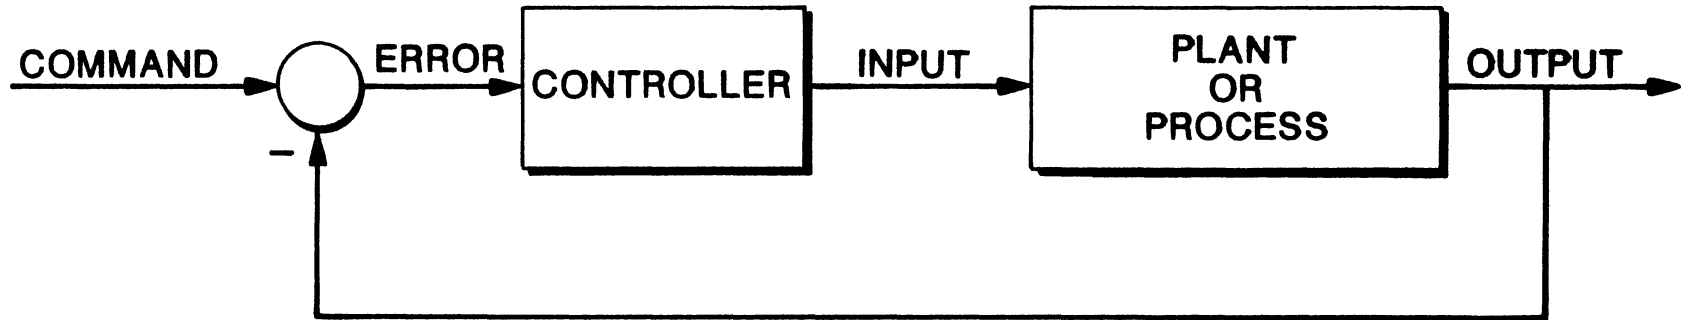 COMMAND
ERROR
CONTROLLER
INPUT
PLANT
OR
PROCESS
OUTPUT
–